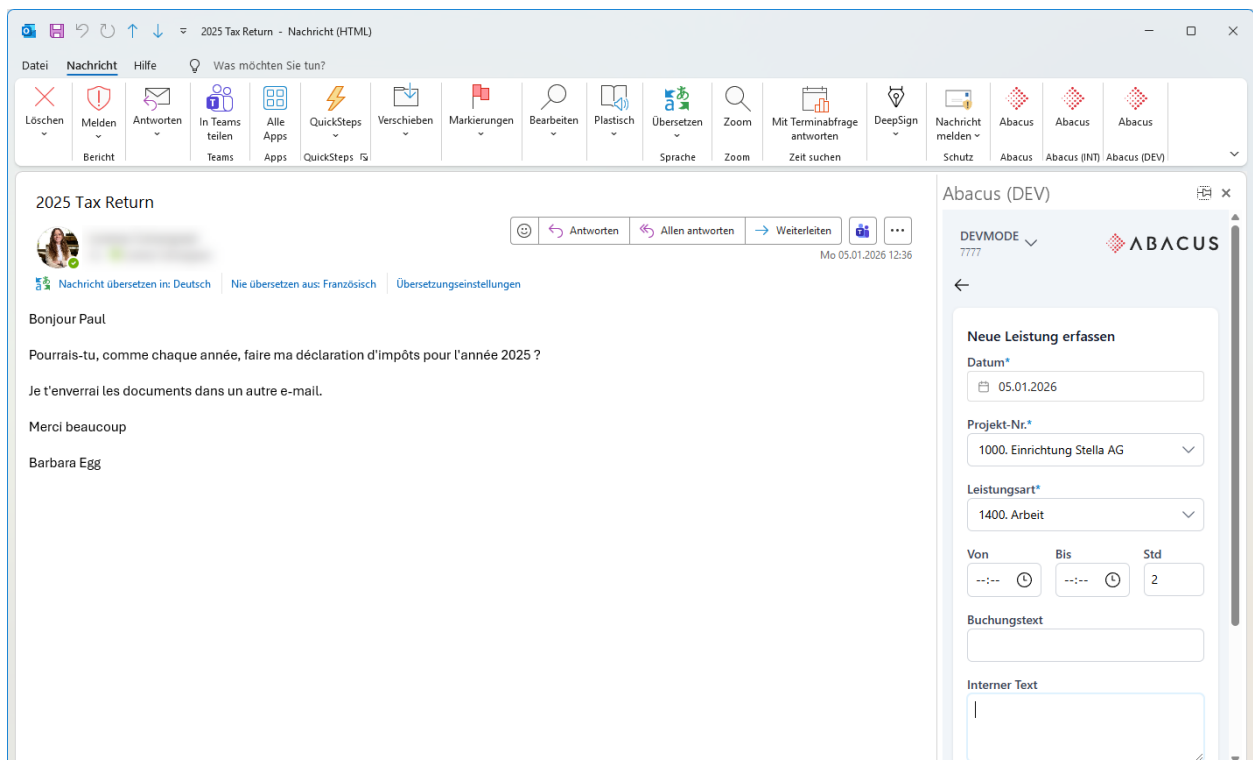 2025 Tax Return - Nachricht (HTML)
Datei Nachricht Hilfe Was möchten Sie tun?
Löschen Melden Antworten In Teams teilen Alle Apps QuickSteps Verschieben Markierungen Bearbeiten Plastisch Übersetzen Zoom Mit Terminabfrage antworten DeepSign Nachricht melden Abacus Abacus Abacus
Bericht Teams Apps QuickSteps Sprache Zoom Zeit suchen Schutz Abacus Abacus (INT) Abacus (DEV)
2025 Tax Return
Antworten Allen antworten Weiterleiten
Mo 05.01.2026 12:36
Nachricht übersetzen in: Deutsch Nie übersetzen aus: Französisch Übersetzungseinstellungen
Bonjour Paul
Pourrais-tu, comme chaque année, faire ma déclaration d'impôts pour l'année 2025 ?
Je t'enverrai les documents dans un autre e-mail.
Merci beaucoup
Barbara Egg
Abacus (DEV)
DEVMODE
7777
ABACUS
Neue Leistung erfassen
Datum*
05.01.2026
Projekt-Nr.*
1000. Einrichtung Stella AG
Leistungsart*
1400. Arbeit
Von Bis Std
--:-- --:-- 2
Buchungstext
Interner Text